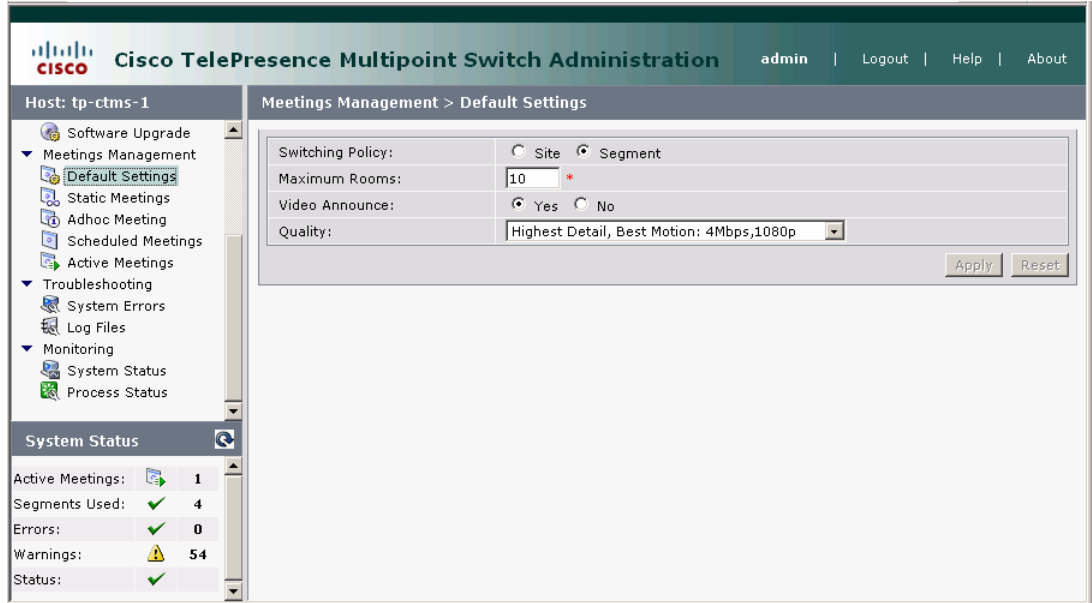 CISCO
Cisco TelePresence Multipoint Switch Administration
admin | Logout | Help | About
Host: tp-ctms-1
Meetings Management > Default Settings
Software Upgrade
Meetings Management
Default Settings
Static Meetings
Adhoc Meeting
Scheduled Meetings
Active Meetings
Troubleshooting
System Errors
Log Files
Monitoring
System Status
Process Status
Switching Policy: Site Segment
Maximum Rooms: 10 *
Video Announce: Yes No
Quality: Highest Detail, Best Motion: 4Mbps,1080p
Apply Reset
System Status
Active Meetings: 1
Segments Used: 4
Errors: 0
Warnings: 54
Status: